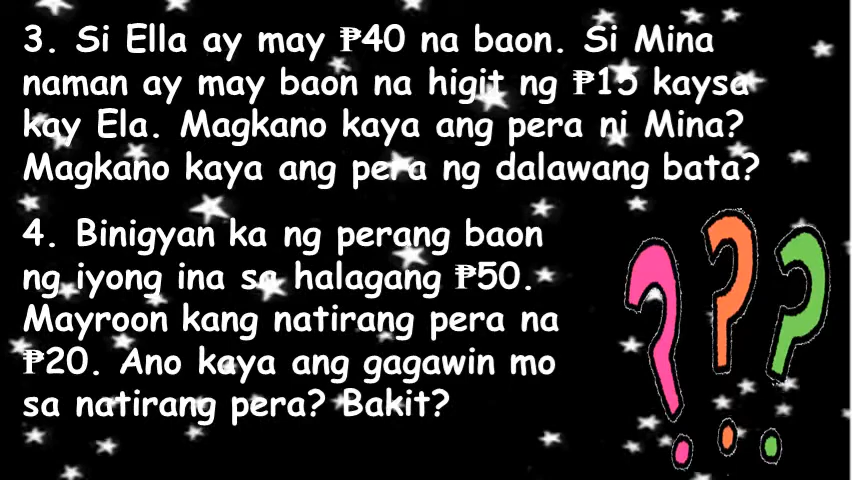 3. Si Ella ay may ₱40 na baon. Si Mina
naman ay may baon na higit ng ₱15 kaysa
kay Ela. Magkano kaya ang pera ni Mina?
Magkano kaya ang pera ng dalawang bata?
4. Binigyan ka ng perang baon
ng iyong ina sa halagang ₱50.
Mayroon kang natirang pera na
₱20. Ano kaya ang gagawin mo
sa natirang pera? Bakit?
???